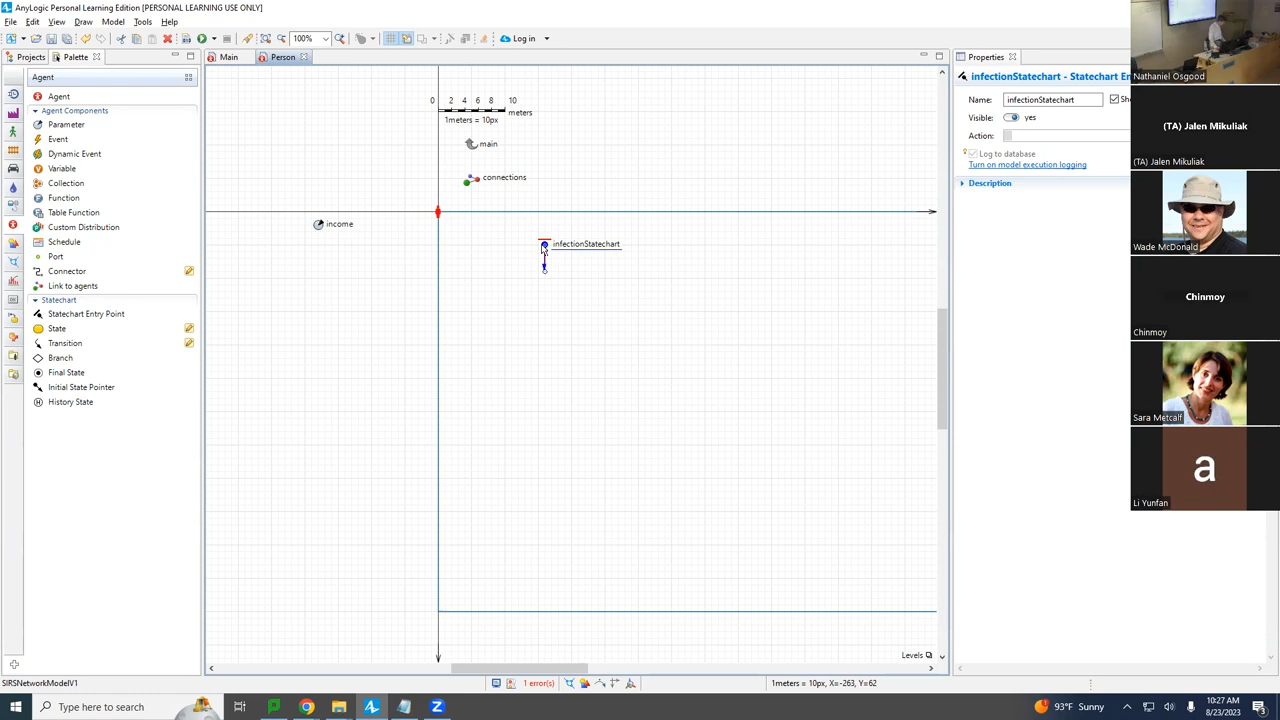 AnyLogic Personal Learning Edition [PERSONAL LEARNING USE ONLY]
File Edit View Draw Model Tools Help
100% Log in
Projects Palette
Main Person
Properties
Agent
Agent
Agent Components
Parameter
Event
Dynamic Event
Variable
Collection
Function
Table Function
Custom Distribution
Schedule
Port
Connector
Link to agents
Statechart
Statechart Entry Point
State
Transition
Branch
Final State
Initial State Pointer
History State
0 2 4 6 8 10
meters
1meters = 10px
main
connections
income
infectionStatechart
Levels
infectionStatechart - Statechart En
Name: infectionStatechart
Visible: yes
Action:
Log to database
Turn on model execution logging
Description
Nathaniel Osgood
(TA) Jalen Mikuliak
(TA) Jalen Mikuliak
Wade McDonald
Chinmoy
Chinmoy
Sara Metcalf
a
Li Yunfan
SIRSNetworkModelV1
1 error(s)
1meters = 10px, X=-263, Y=62
Type here to search
93°F Sunny
10:27 AM
8/23/2023